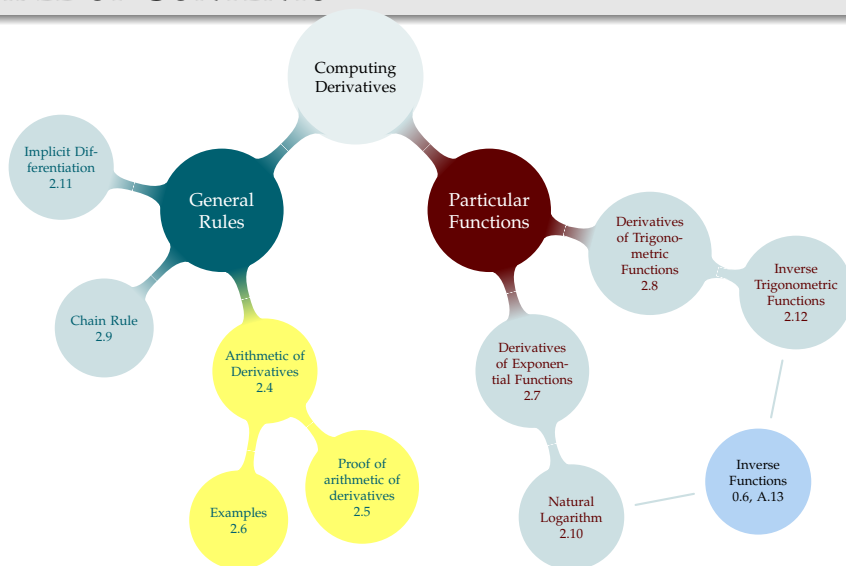 Computing
Derivatives
Implicit Dif-
ferentiation
2.11
General
Rules
Particular
Functions
Derivatives
of Trigono-
metric
Functions
2.8
Inverse
Trigonometric
Functions
2.12
Chain Rule
2.9
Arithmetic of
Derivatives
2.4
Derivatives
of Exponen-
tial Functions
2.7
Proof of
arithmetic of
derivatives
2.5
Examples
2.6
Natural
Logarithm
2.10
Inverse
Functions
0.6, A.13